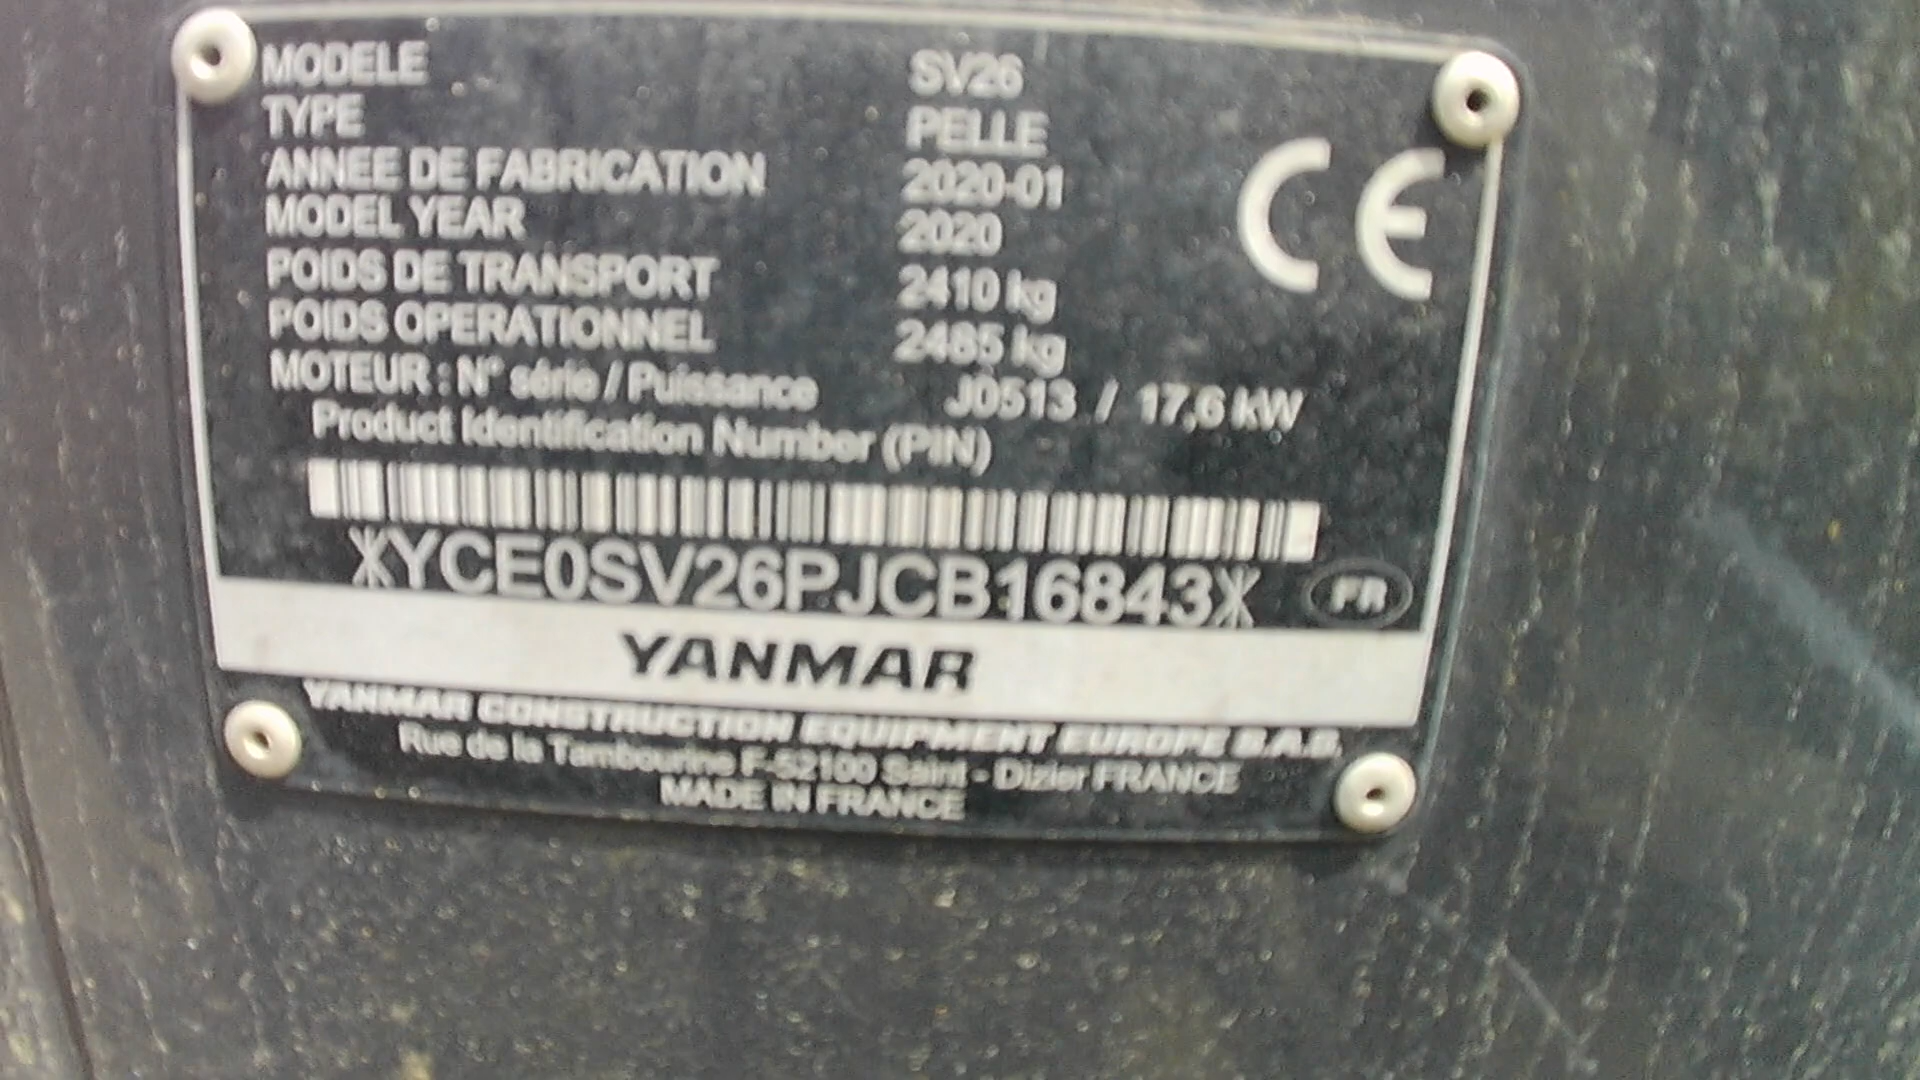 MODELE SV26
TYPE PELLE
ANNEE DE FABRICATION 2020-01
MODEL YEAR 2020
POIDS DE TRANSPORT 2410 kg
POIDS OPERATIONNEL 2485 kg
MOTEUR : N° série / Puissance J0513 / 17,6 kW
Product Identification Number (PIN)
CE
*YCE0SV26PJCB16843*
FR
YANMAR
YANMAR CONSTRUCTION EQUIPMENT EUROPE S.A.S.
Rue de la Tambourine F-52100 Saint - Dizier FRANCE
MADE IN FRANCE